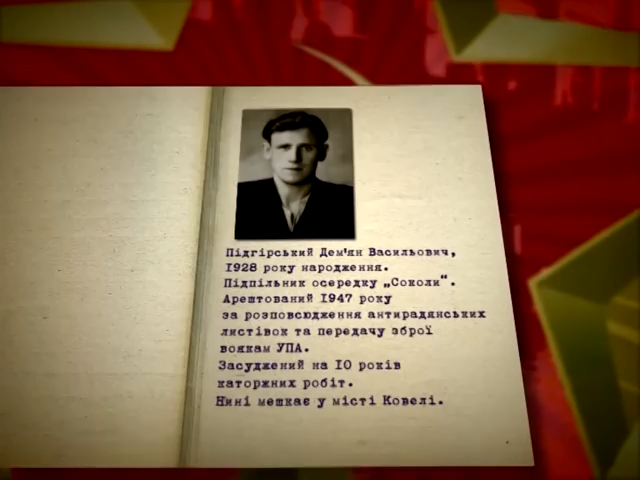 Підгірський Дем'ян Васильович,
1928 року народження.
Підпільник осередку „Соколи“.
Арештований 1947 року
за розповсюдження антирадянських
листівок та передачу зброї
воякам УПА.
Засуджений на 10 років
каторжних робіт.
Нині мешкає у місті Ковелі.